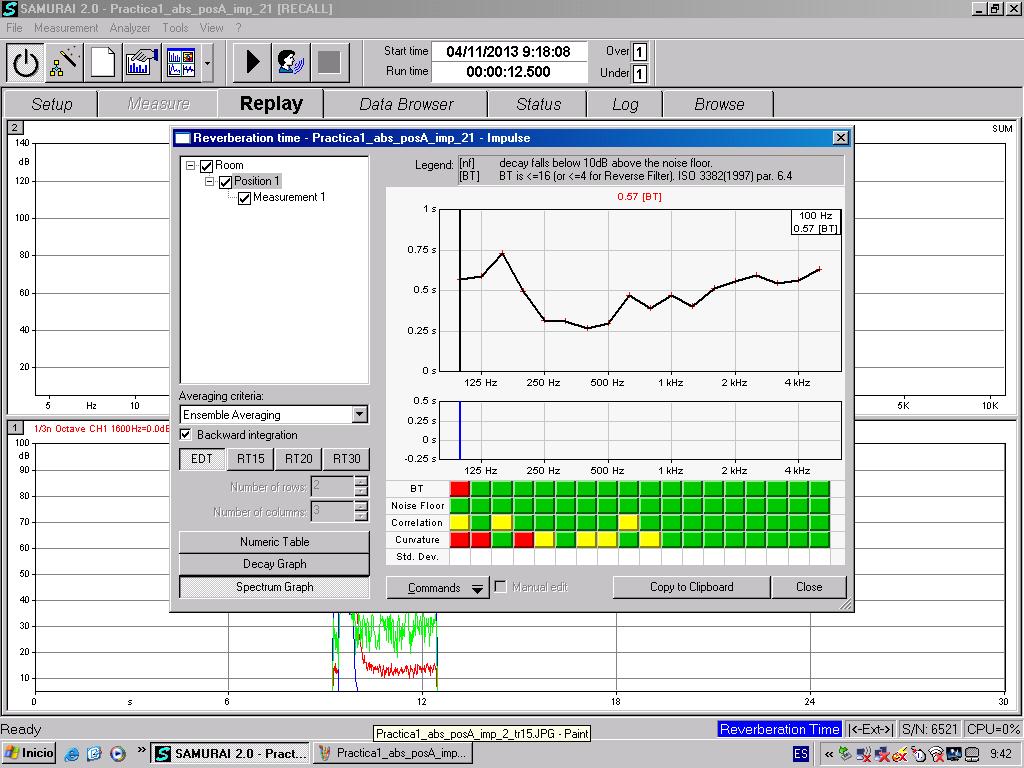 SAMURAI 2.0 - Practica1_abs_posA_imp_21 [RECALL]
File Measurement Analyzer Tools View ?
Start time 04/11/2013 9:18:08 Over 1
Run time 00:00:12.500 Under 1
Setup Measure Replay Data Browser Status Log Browse
2
SUM
140
dB
120
100
80
60
40
20
5 Hz 10
5K 10K
Reverberation time - Practica1_abs_posA_imp_21 - Impulse
Room
Position 1
Measurement 1
Legend: [nf] decay falls below 10dB above the noise floor.
[BT] BT is <=16 (or <=4 for Reverse Filter). ISO 3382(1997) par. 6.4
0.57 [BT]
100 Hz
0.57 [BT]
1 s
0.75 s
0.5 s
0.25 s
0 s
125 Hz 250 Hz 500 Hz 1 kHz 2 kHz 4 kHz
0.5 s
0.25 s
0 s
-0.25 s
125 Hz 250 Hz 500 Hz 1 kHz 2 kHz 4 kHz
BT
Noise Floor
Correlation
Curvature
Std. Dev.
Averaging criteria:
Ensemble Averaging
Backward integration
EDT RT15 RT20 RT30
Number of rows: 2
Number of columns: 3
Numeric Table
Decay Graph
Spectrum Graph
Commands Manual edit Copy to Clipboard Close
1 1/3n Octave CH1 1600Hz=0.0dB
100
dB
90
80
70
60
50
40
30
20
10
0 s 6 12 18 24 30
Ready Reverberation Time |<-Ext->| S/N: 6521 CPU=0%
Practica1_abs_posA_imp_2_tr15.JPG - Paint
Inicio » SAMURAI 2.0 - Pract... Practica1_abs_posA_imp... ES « 9:42